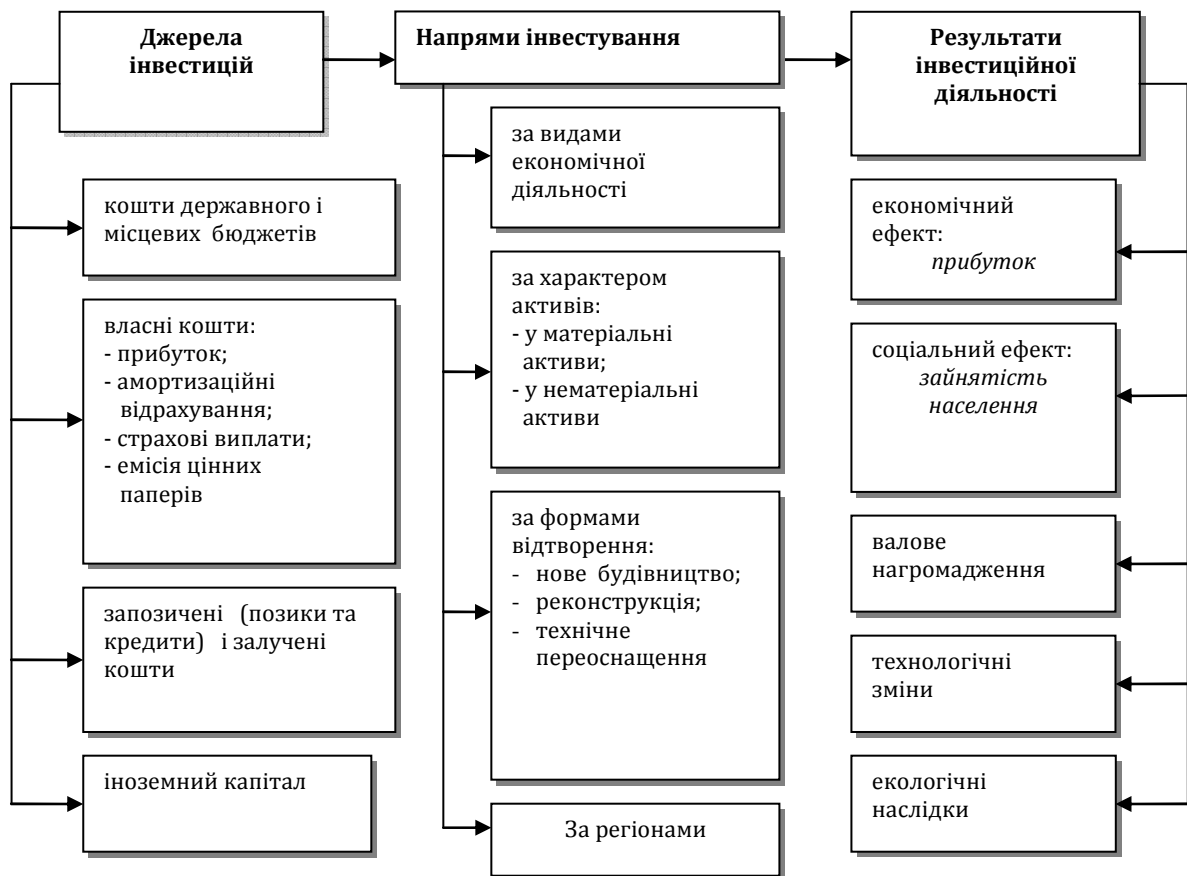 Джерела
інвестицій
кошти державного і
місцевих бюджетів
власні кошти:
- прибуток;
- амортизаційні
відрахування;
- страхові виплати;
- емісія цінних
паперів
запозичені (позики та
кредити) і залучені
кошти
іноземний капітал
Напрями інвестування
за видами
економічної
діяльності
за характером
активів:
- у матеріальні
активи;
- у нематеріальні
активи
за формами
відтворення:
- нове будівництво;
- реконструкція;
- технічне
переоснащення
За регіонами
Результати
інвестиційної
діяльності
економічний
ефект:
прибуток
соціальний ефект:
зайнятість
населення
валове
нагромадження
технологічні
зміни
екологічні
наслідки